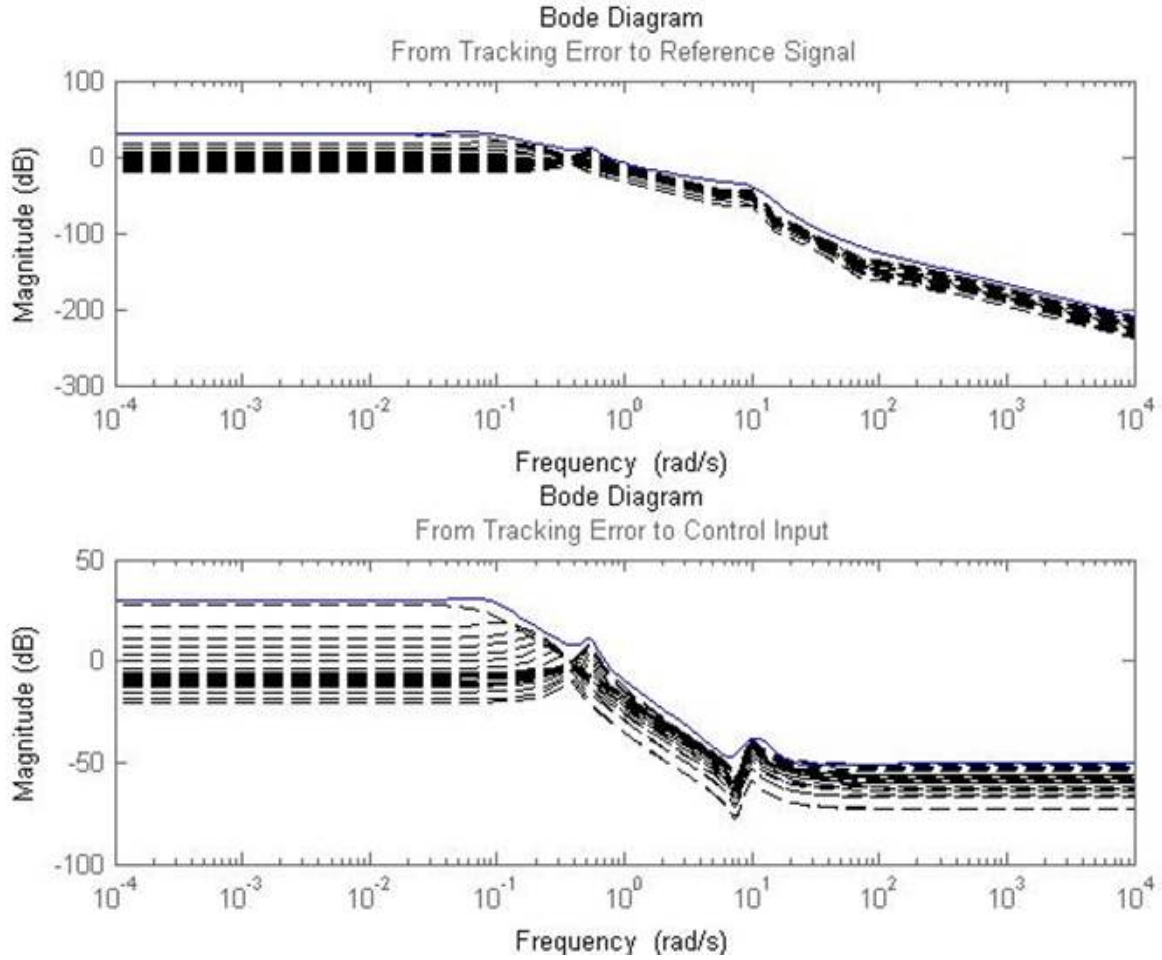 Bode Diagram
From Tracking Error to Reference Signal
Magnitude (dB)
100
0
-100
-200
-300
10^-4 10^-3 10^-2 10^-1 10^0 10^1 10^2 10^3 10^4
Frequency (rad/s)
Bode Diagram
From Tracking Error to Control Input
Magnitude (dB)
50
0
-50
-100
10^-4 10^-3 10^-2 10^-1 10^0 10^1 10^2 10^3 10^4
Frequency (rad/s)